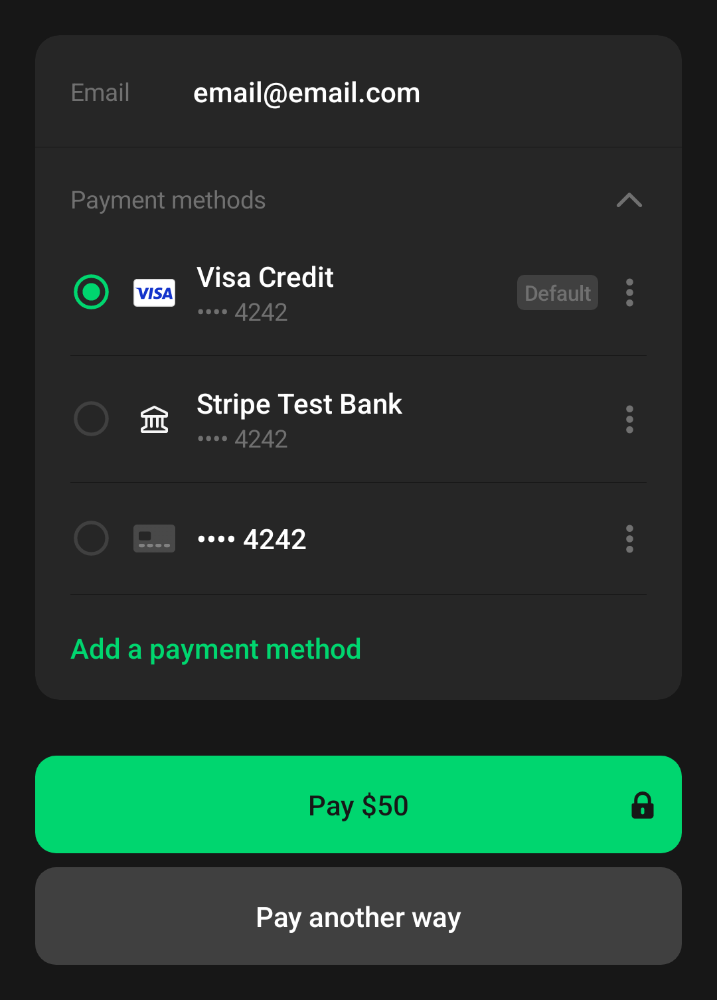 Email email@email.com
Payment methods
VISA Visa Credit Default
•••• 4242
Stripe Test Bank
•••• 4242
•••• 4242
Add a payment method
Pay $50
Pay another way